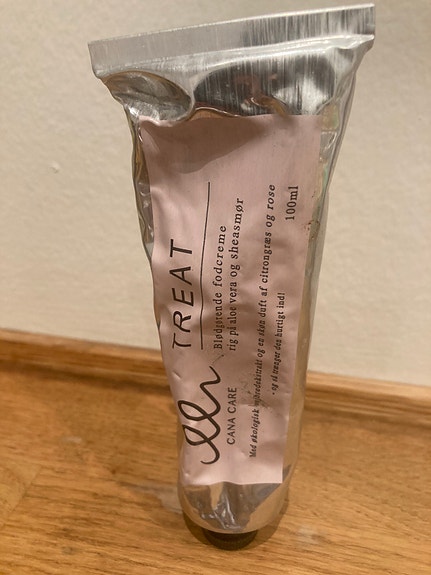 TREAT
Blødgørende fodcreme
rig på aloe vera og sheasmør
CANA CARE
Med økologisk vejbredekstrakt og en skøn duft af citrongræs og rose
- og så trænger den hurtigt ind!
100ml